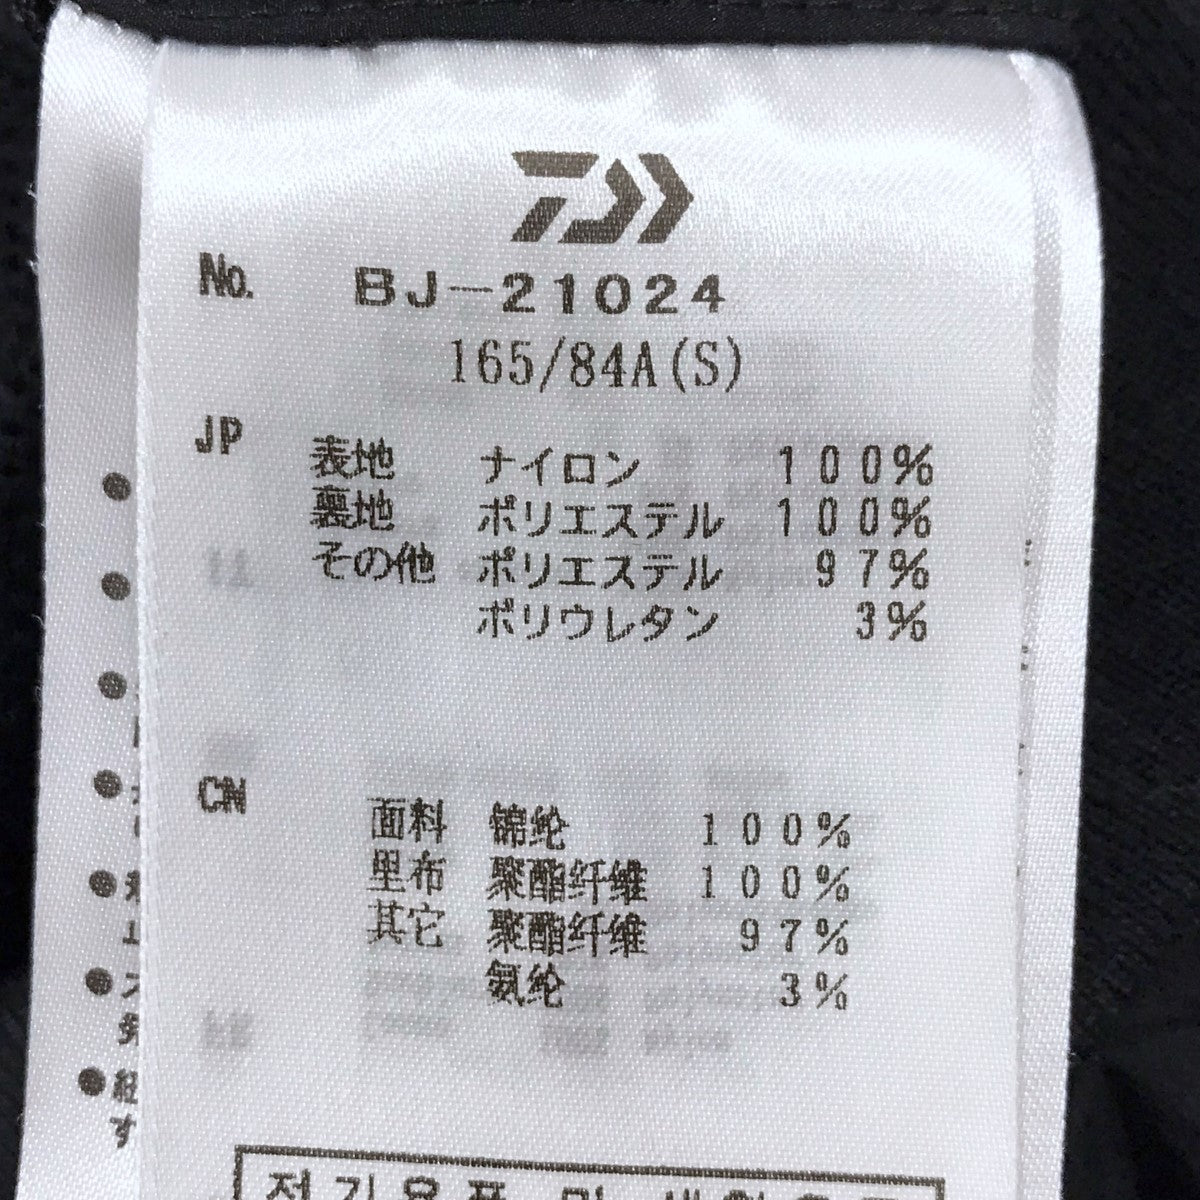 No. BJ-21024
165/84A(S)
JP
表地 ナイロン 100%
裏地 ポリエステル 100%
その他 ポリエステル 97%
ポリウレタン 3%
CN
面料 锦纶 100%
里布 聚酯纤维 100%
其它 聚酯纤维 97%
氨纶 3%